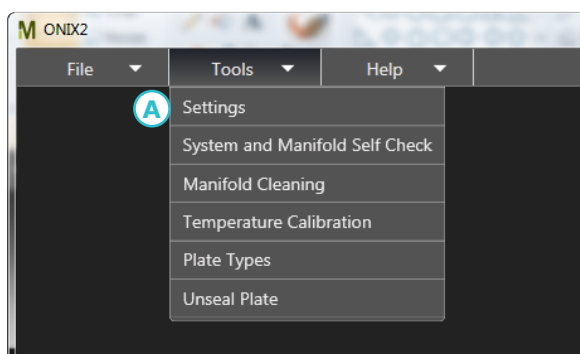 M ONIX2
File Tools Help
A Settings
System and Manifold Self Check
Manifold Cleaning
Temperature Calibration
Plate Types
Unseal Plate